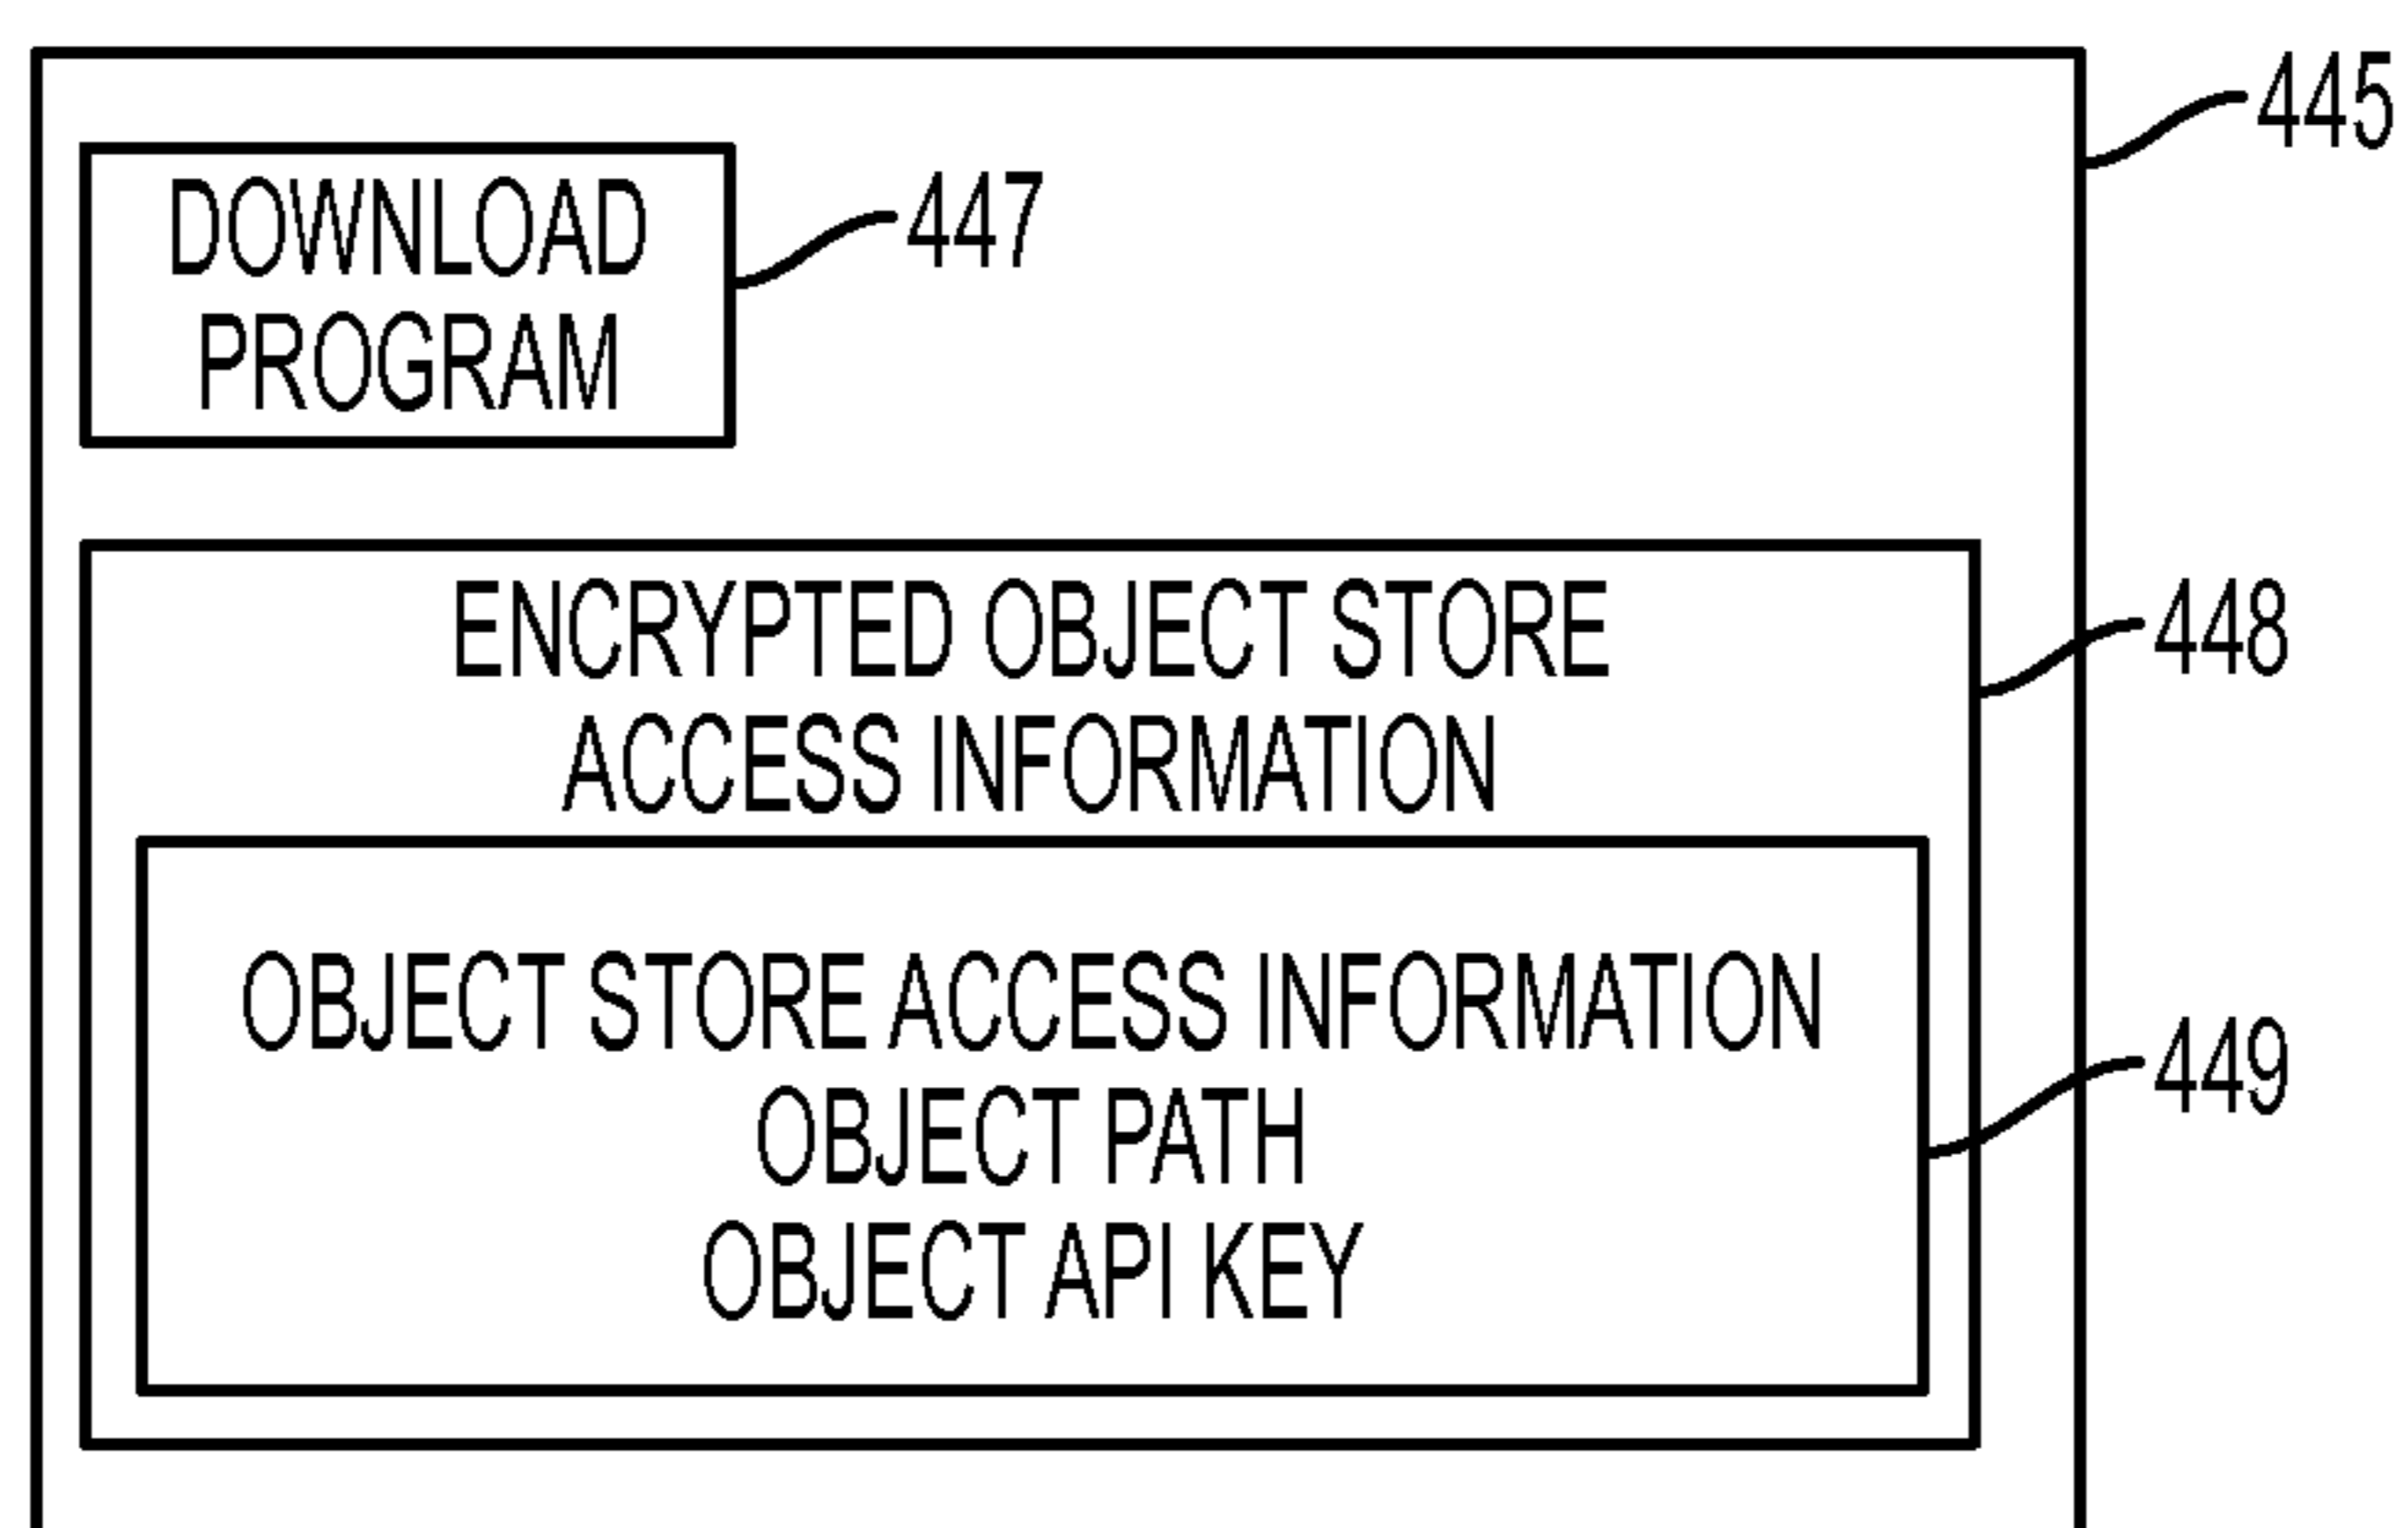 445
DOWNLOAD
PROGRAM
447
ENCRYPTED OBJECT STORE
ACCESS INFORMATION
448
OBJECT STORE ACCESS INFORMATION
OBJECT PATH
OBJECT API KEY
449